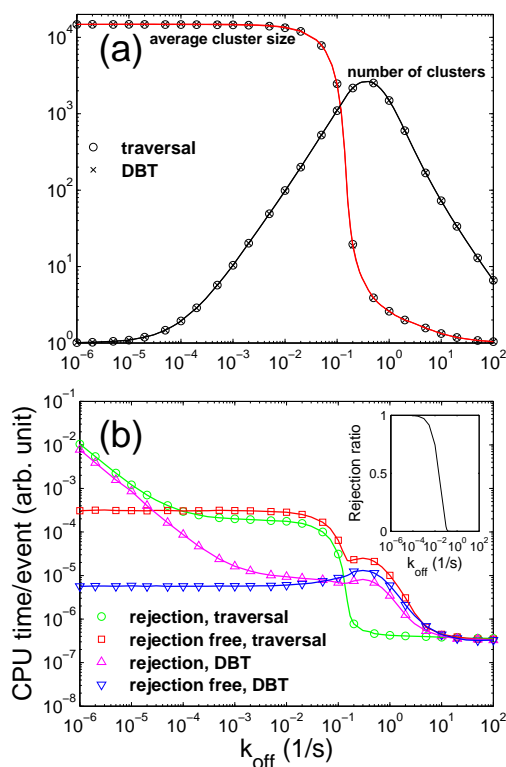 (a)
average cluster size
number of clusters
traversal
DBT
10^4
10^3
10^2
10^1
10^0
10^-6 10^-5 10^-4 10^-3 10^-2 10^-1 10^0 10^1 10^2
(b)
CPU time/event (arb. unit)
10^-1
10^-2
10^-3
10^-4
10^-5
10^-6
10^-7
10^-8
Rejection ratio
1
0.5
0
10^-6 10^-4 10^-2 10^0 10^2
k_off (1/s)
rejection, traversal
rejection free, traversal
rejection, DBT
rejection free, DBT
10^-6 10^-5 10^-4 10^-3 10^-2 10^-1 10^0 10^1 10^2
k_off (1/s)